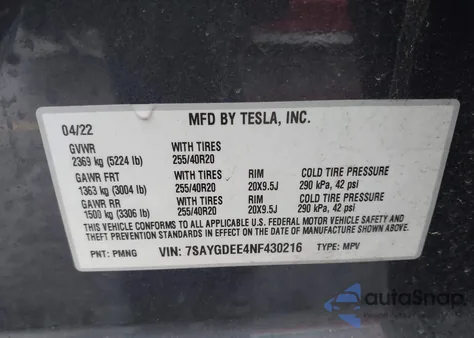 MFD BY TESLA, INC.
04/22
GVWR WITH TIRES
2369 kg (5224 lb) 255/40R20
GAWR FRT WITH TIRES RIM COLD TIRE PRESSURE
1363 kg (3004 lb) 255/40R20 20X9.5J 290 kPa, 42 psi
GAWR RR WITH TIRES RIM COLD TIRE PRESSURE
1500 kg (3306 lb) 255/40R20 20X9.5J 290 kPa, 42 psi
THIS VEHICLE CONFORMS TO ALL APPLICABLE U.S. FEDERAL MOTOR VEHICLE SAFETY AND
THEFT PREVENTION STANDARDS IN EFFECT ON THE DATE OF MANUFACTURE SHOWN ABOVE.
PNT: PMNG VIN: 7SAYGDEE4NF430216 TYPE: MPV
autoSnap